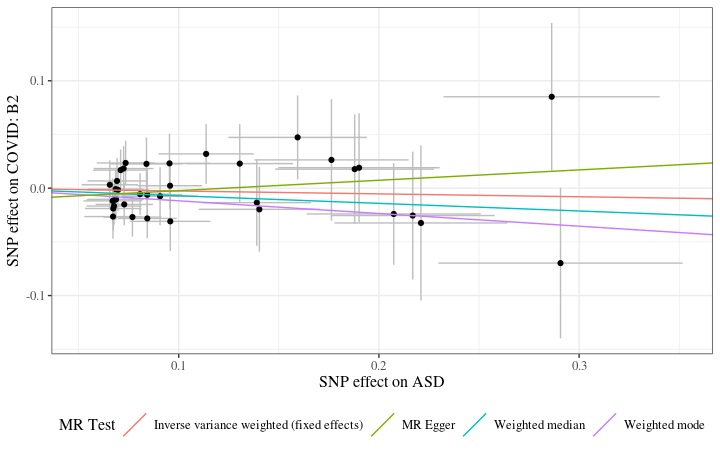 SNP effect on COVID: B2
0.1
0.0
-0.1
0.1 0.2 0.3
SNP effect on ASD
MR Test Inverse variance weighted (fixed effects) MR Egger Weighted median Weighted mode